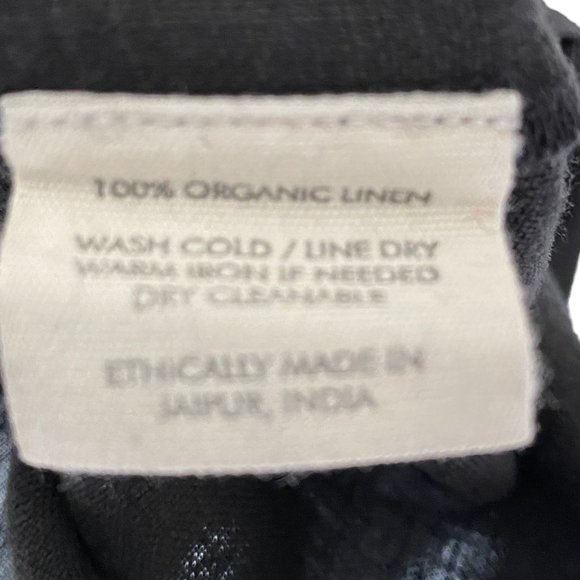 100% ORGANIC LINEN
WASH COLD / LINE DRY
WARM IRON IF NEEDED
DRY CLEANABLE
ETHICALLY MADE IN
JAIPUR, INDIA